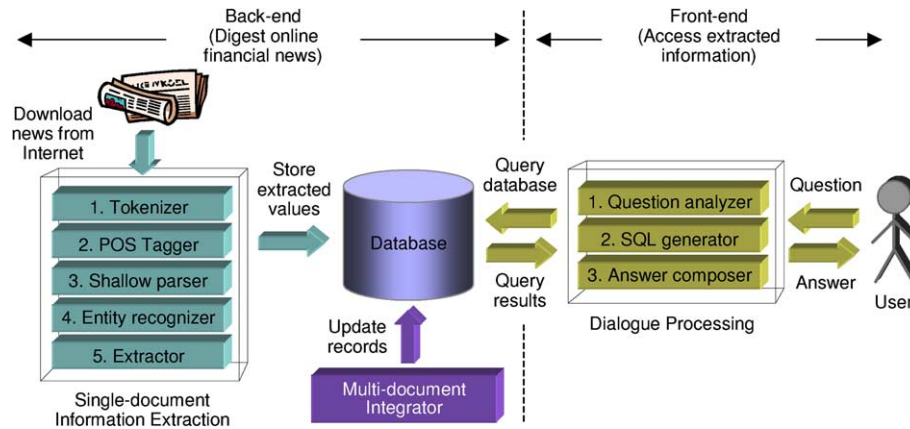 Back-end
(Digest online
financial news)
Front-end
(Access extracted
information)
Download
news from
Internet
1. Tokenizer
2. POS Tagger
3. Shallow parser
4. Entity recognizer
5. Extractor
Single-document
Information Extraction
Store
extracted
values
Database
Update
records
Multi-document
Integrator
Query
database
Query
results
1. Question analyzer
2. SQL generator
3. Answer composer
Dialogue Processing
Question
Answer
User